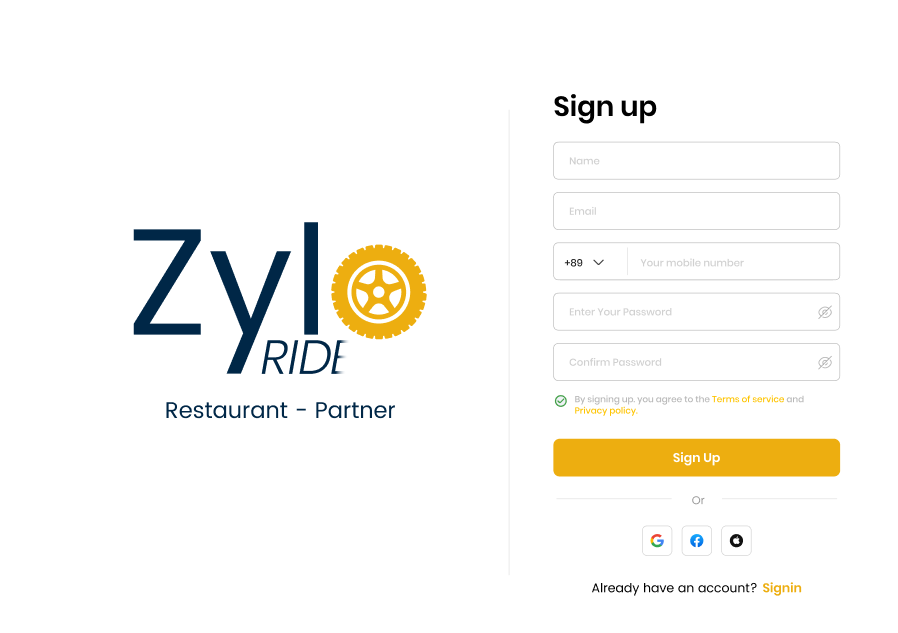 Zylo
RIDE
Restaurant - Partner
Sign up
Name
Email
+89
Your mobile number
Enter Your Password
Confirm Password
By signing up. you agree to the Terms of service and
Privacy policy.
Sign Up
Or
Already have an account? Signin